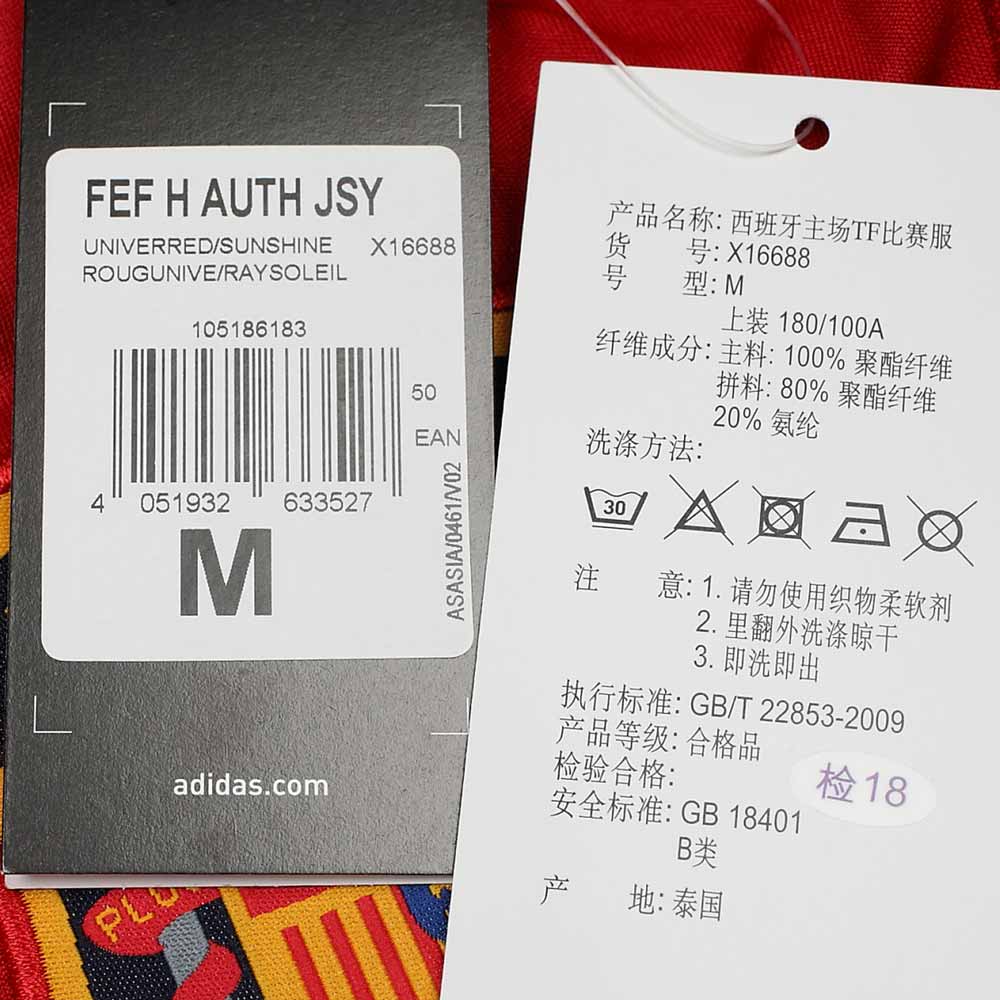 FEF H AUTH JSY
UNIVERRED/SUNSHINE X16688
ROUGUNIVE/RAYSOLEIL
105186183
50
EAN
4 051932 633527
M
ASASIA/0461/V02
adidas.com
产品名称: 西班牙主场TF比赛服
货 号: X16688
号 型: M
上装 180/100A
纤维成分: 主料: 100% 聚酯纤维
拼料: 80% 聚酯纤维
20% 氨纶
洗涤方法:
30
注 意: 1. 请勿使用织物柔软剂
2. 里翻外洗涤晾干
3. 即洗即出
执行标准: GB/T 22853-2009
产品等级: 合格品
检验合格:
检18
安全标准: GB 18401
B类
产 地: 泰国